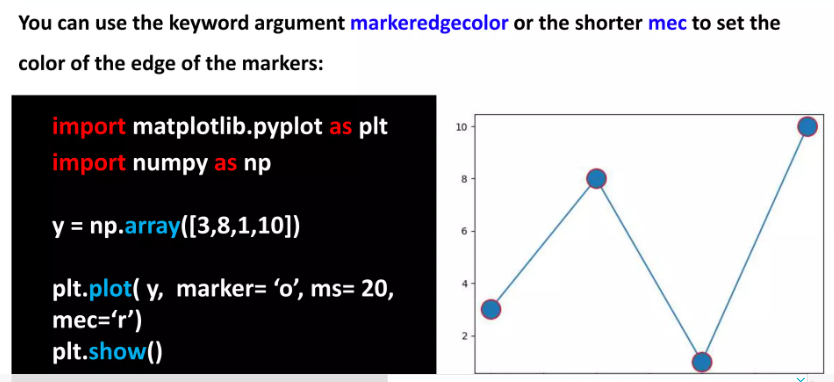 You can use the keyword argument markeredgecolor or the shorter mec to set the
color of the edge of the markers:
import matplotlib.pyplot as plt
import numpy as np
y = np.array([3,8,1,10])
plt.plot( y,  marker= ‘o’, ms= 20,
mec=‘r’)
plt.show()
10
8
6
4
2